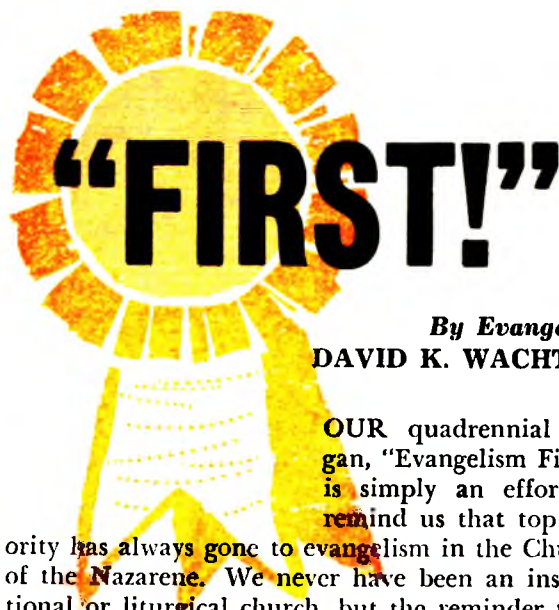 “FIRST!”
By Evange
DAVID K. WACHT
OUR quadrennial
gan, “Evangelism Fi
is simply an effor
remind us that top
ority has always gone to evangelism in the Chu
of the Nazarene. We never have been an ins
tional or liturgical church, but the reminder